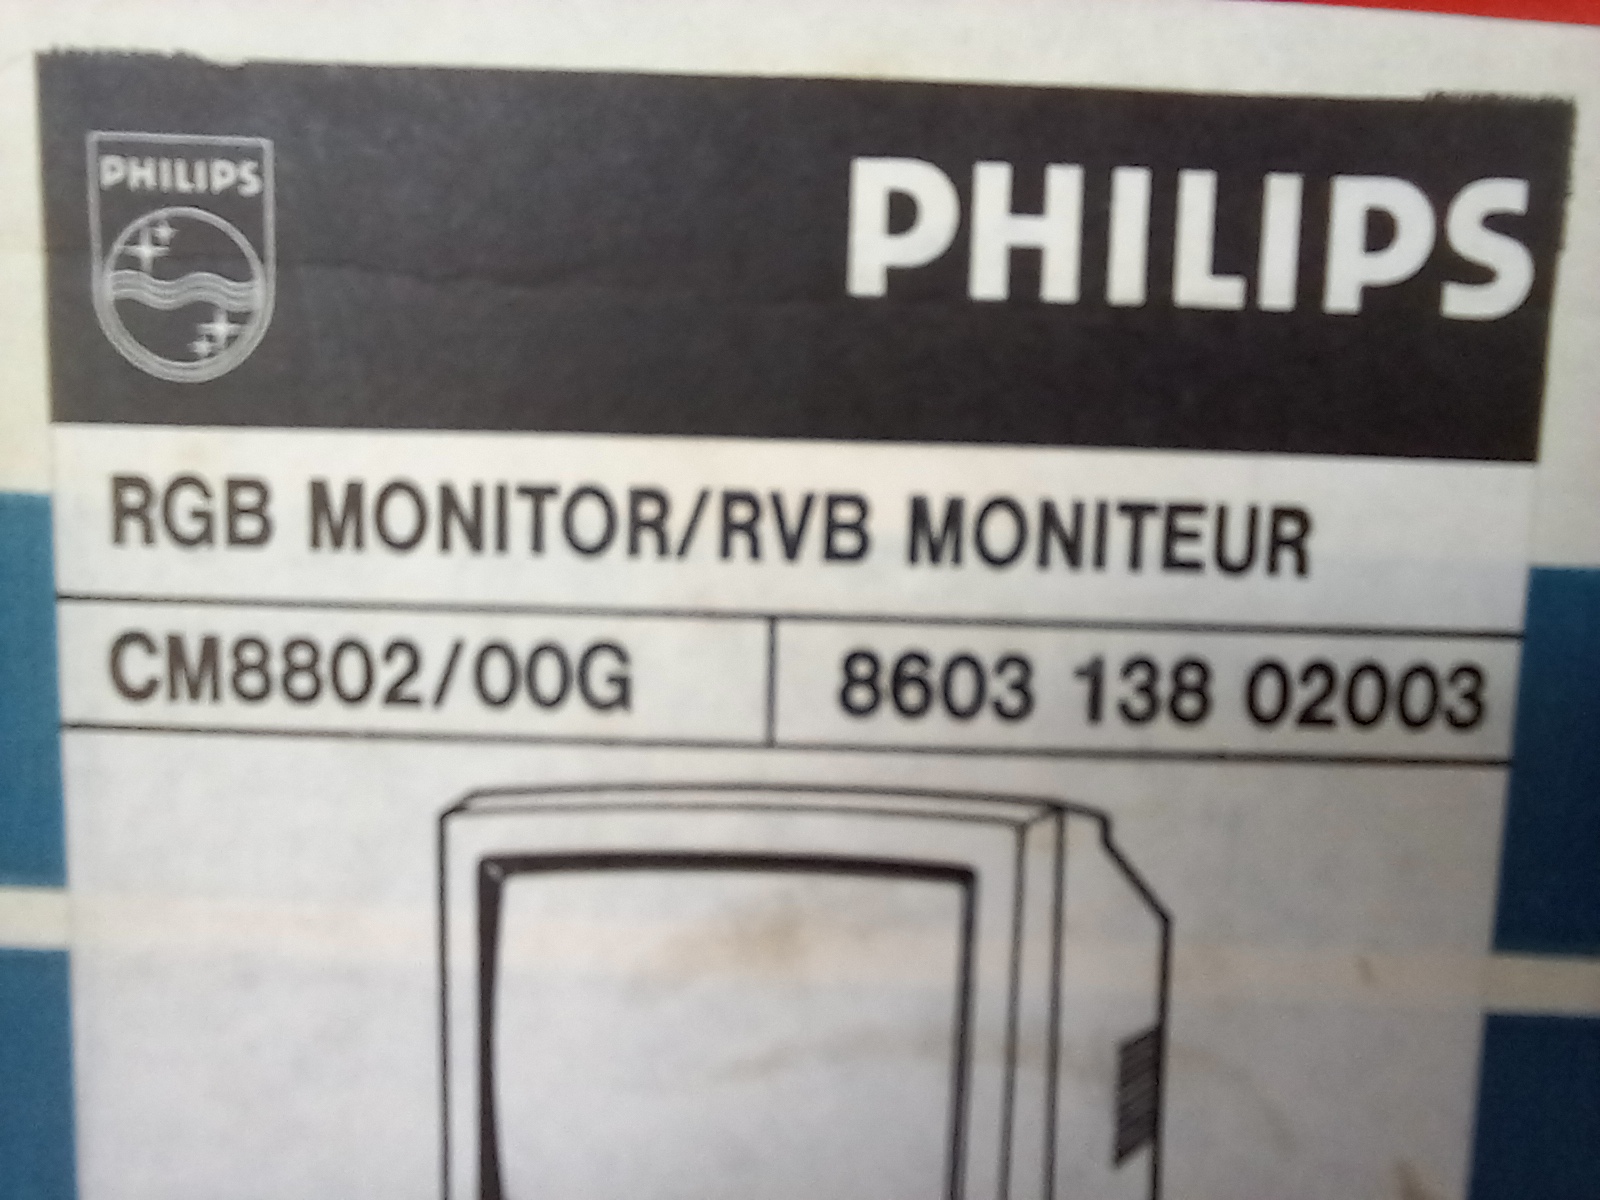 PHILIPS
PHILIPS
RGB MONITOR/RVB MONITEUR
CM8802/00G
8603 138 02003